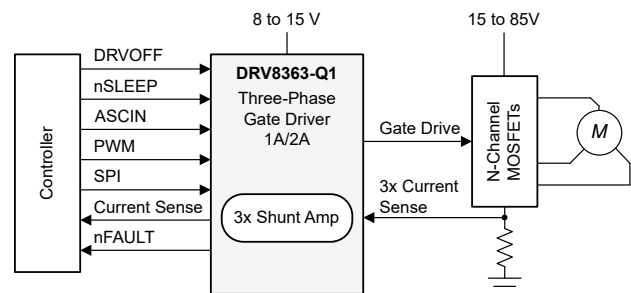 8 to 15 V
15 to 85V
DRVOFF
nSLEEP
ASCIN
PWM
SPI
Current Sense
nFAULT
Controller
DRV8363-Q1
Three-Phase
Gate Driver
1A/2A
3x Shunt Amp
Gate Drive
3x Current
Sense
N-Channel
MOSFETs
M